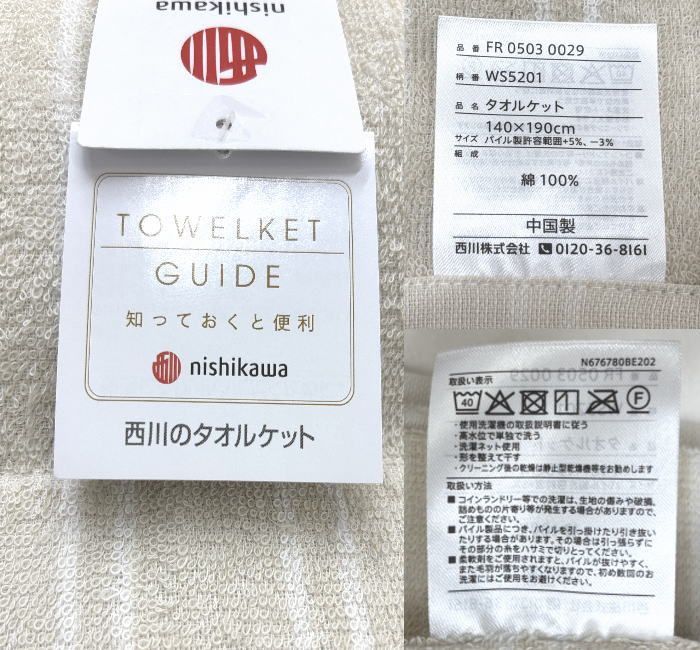 nishikawa
TOWELKET
GUIDE
知っておくと便利
nishikawa
西川のタオルケット
品番 FR 0503 0029
柄番 WS5201
品名 タオルケット
サイズ 140×190cm
パイル製許容範囲+5%、−3%
組成
綿 100%
中国製
西川株式会社 0120-36-8161
N676780BE202
取扱い表示
40
F
・使用洗濯機の取扱説明書に従う
・高水位で単独で洗う
・洗濯ネット使用
・形を整えて干す
・クリーニング後の乾燥は静止型乾燥機等をお勧めします
取扱い方法
■コインランドリー等での洗濯は、生地の傷みや破損、
詰めものの片寄り等が発生する場合がありますので、
ご注意ください。
■パイル製品につき、パイルを引っ掛けたり引き抜い
たりする場合があります。その場合は引っ張らずに
その部分の糸をハサミで切りとってください。
■柔軟剤をご使用されますと、パイルが抜けやすく、
また毛羽が落ちやすくなりますので、初め数回のお
洗濯にはご使用をお避けください。